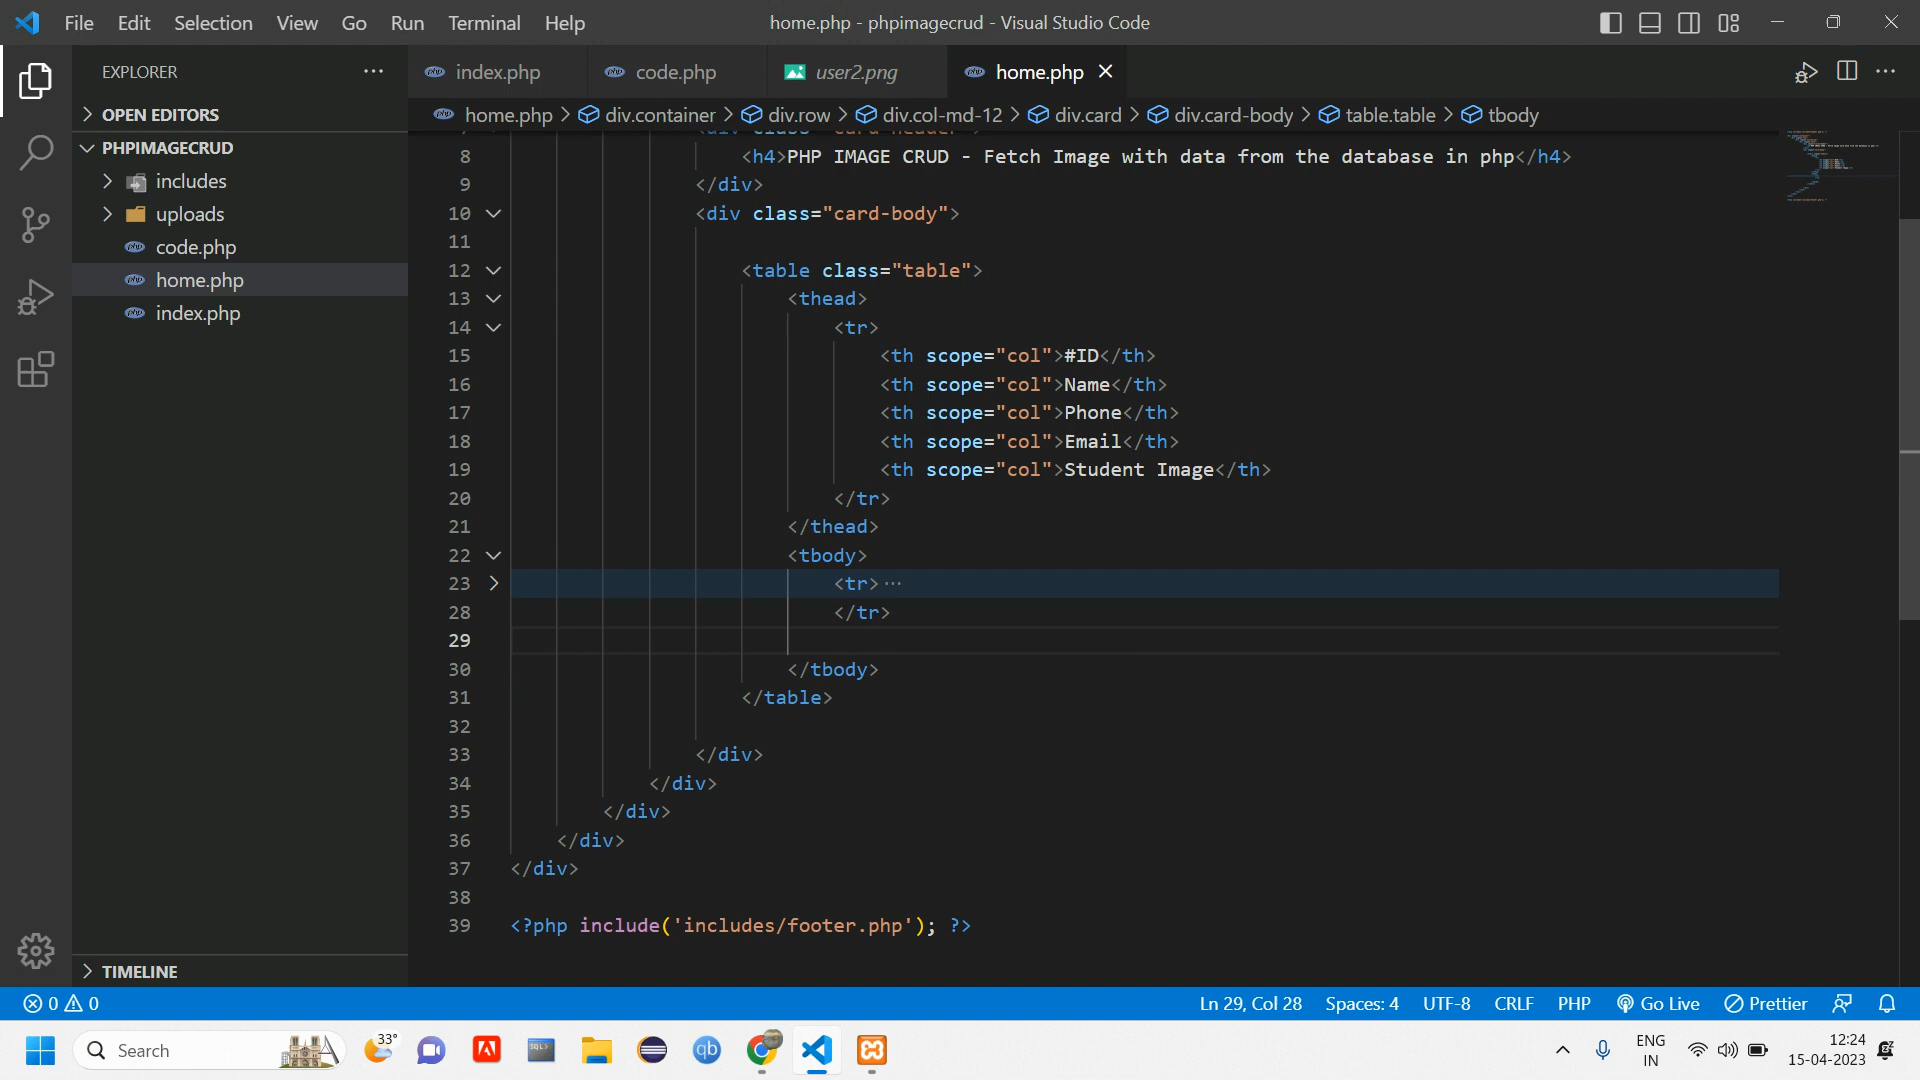 File Edit Selection View Go Run Terminal Help
home.php - phpimagecrud - Visual Studio Code
EXPLORER
OPEN EDITORS
PHPIMAGECRUD
includes
uploads
code.php
home.php
index.php
TIMELINE
index.php code.php user2.png home.php
home.php > div.container > div.row > div.col-md-12 > div.card > div.card-body > table.table > tbody
8 <h4>PHP IMAGE CRUD - Fetch Image with data from the database in php</h4>
9 </div>
10 <div class="card-body">
11
12 <table class="table">
13 <thead>
14 <tr>
15 <th scope="col">#ID</th>
16 <th scope="col">Name</th>
17 <th scope="col">Phone</th>
18 <th scope="col">Email</th>
19 <th scope="col">Student Image</th>
20 </tr>
21 </thead>
22 <tbody>
23 <tr>···
28 </tr>
29
30 </tbody>
31 </table>
32
33 </div>
34 </div>
35 </div>
36 </div>
37 </div>
38
39 <?php include('includes/footer.php'); ?>
0 0 Ln 29, Col 28 Spaces: 4 UTF-8 CRLF PHP Go Live Prettier
Search
33°
ENG
IN
12:24
15-04-2023